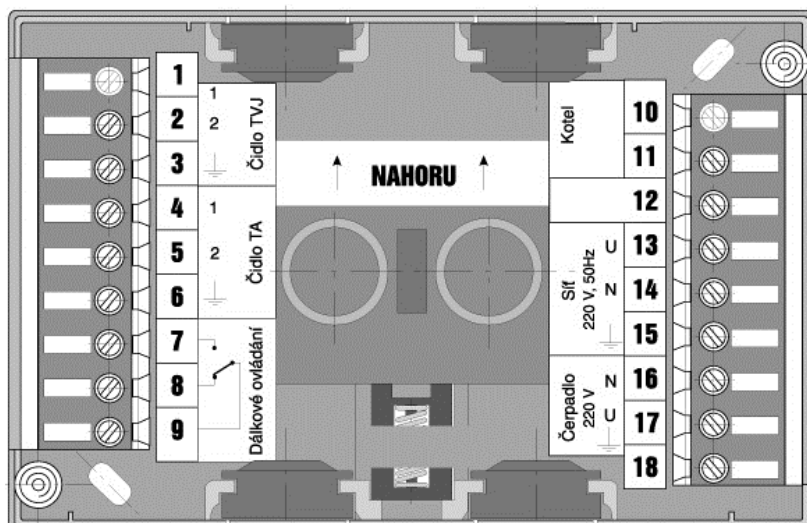 1
2
3
4
5
6
7
8
9
1
2
Čidlo TVJ
1
2
Čidlo TA
Dálkové ovládání
NAHORU
Kotel
U
N
Síť
220 V, 50Hz
N
U
Čerpadlo
220 V
10
11
12
13
14
15
16
17
18